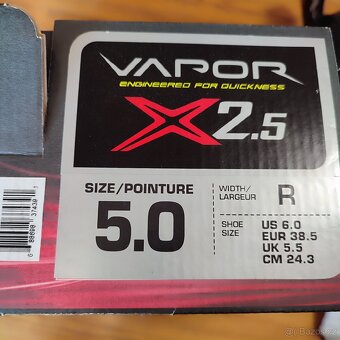 VAPOR
ENGINEERED FOR QUICKNESS
X2.5
SIZE/POINTURE
5.0
WIDTH/
LARGEUR
R
SHOE
SIZE
US 6.0
EUR 38.5
UK 5.5
CM 24.3